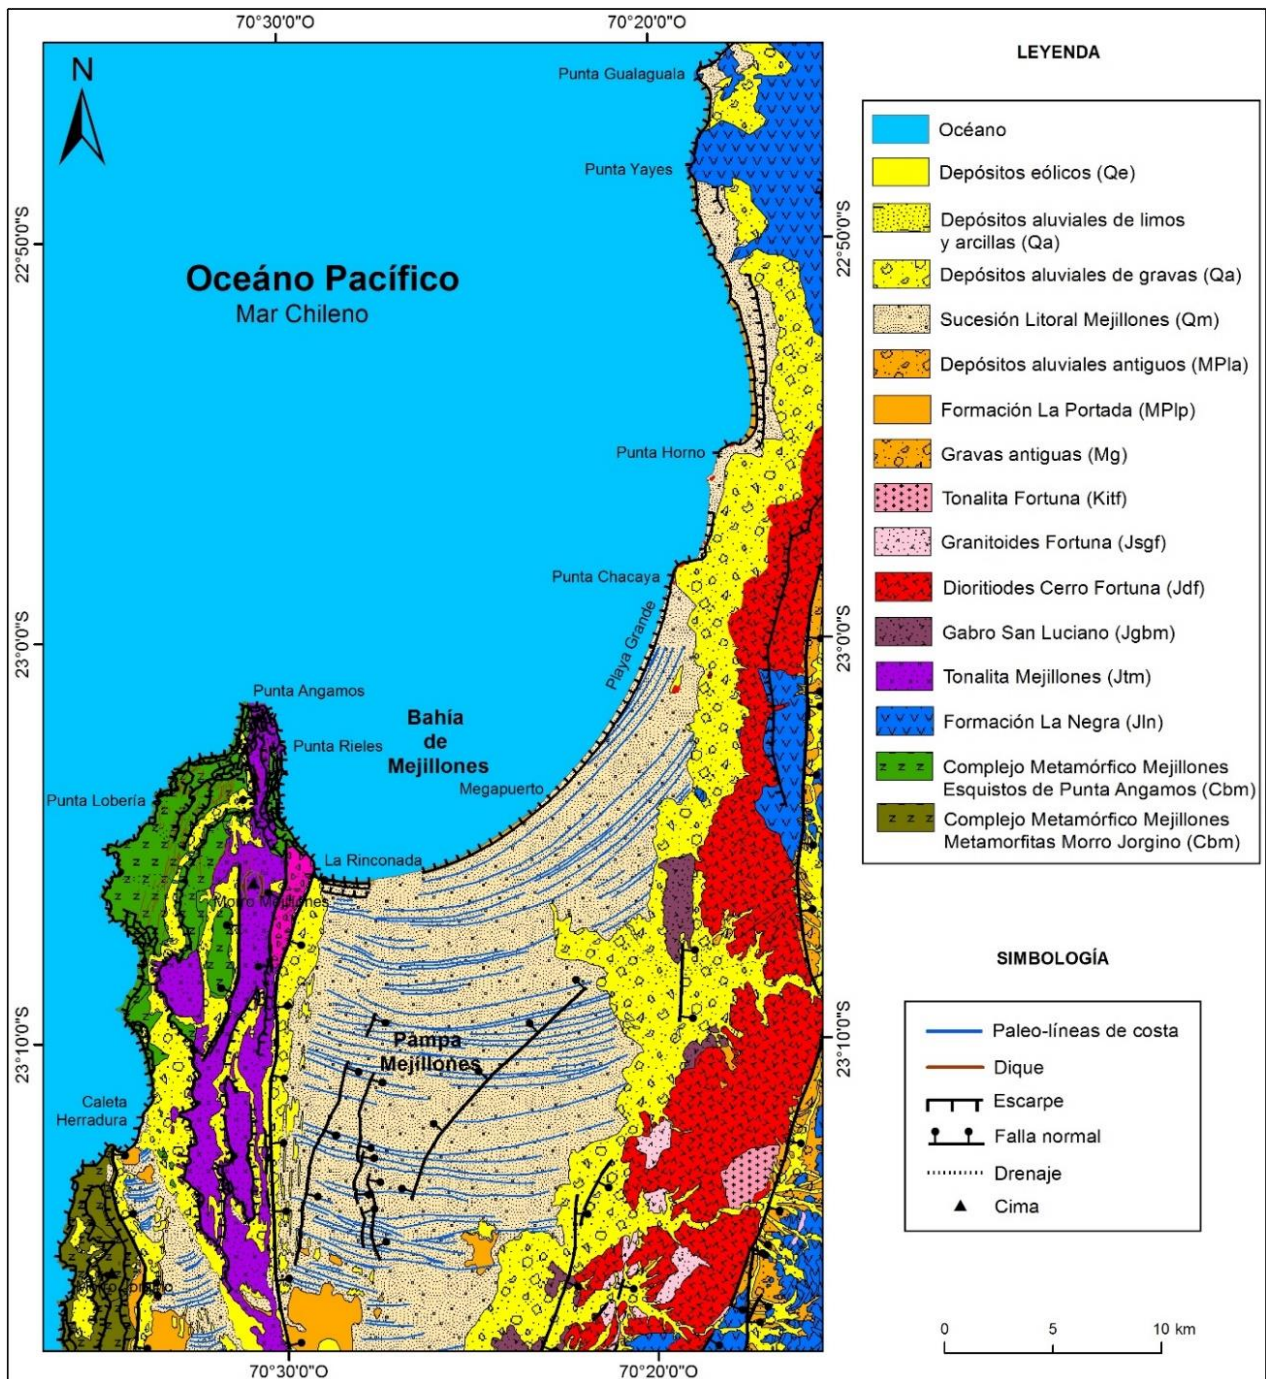 70°30'0"O
70°20'0"O
N
Punta Gualaguala
Punta Yayes
22°50'0"S
22°50'0"S
Oceáno Pacífico
Mar Chileno
Punta Horno
Punta Chacaya
Playa Grande
23°0'0"S
23°0'0"S
Punta Angamos
Bahía
de
Mejillones
Punta Rieles
Punta Lobería
Megapuerto
La Rinconada
Morro Mejillones
Pampa
Mejillones
23°10'0"S
23°10'0"S
Caleta
Herradura
70°30'0"O
70°20'0"O
LEYENDA
Océano
Depósitos eólicos (Qe)
Depósitos aluviales de limos
y arcillas (Qa)
Depósitos aluviales de gravas (Qa)
Sucesión Litoral Mejillones (Qm)
Depósitos aluviales antiguos (MPla)
Formación La Portada (MPlp)
Gravas antiguas (Mg)
Tonalita Fortuna (Kitf)
Granitoides Fortuna (Jsgf)
Dioritiodes Cerro Fortuna (Jdf)
Gabro San Luciano (Jgbm)
Tonalita Mejillones (Jtm)
Formación La Negra (Jln)
Complejo Metamórfico Mejillones
Esquistos de Punta Angamos (Cbm)
Complejo Metamórfico Mejillones
Metamorfitas Morro Jorgino (Cbm)
SIMBOLOGÍA
Paleo-líneas de costa
Dique
Escarpe
Falla normal
Drenaje
Cima
0 5 10 km